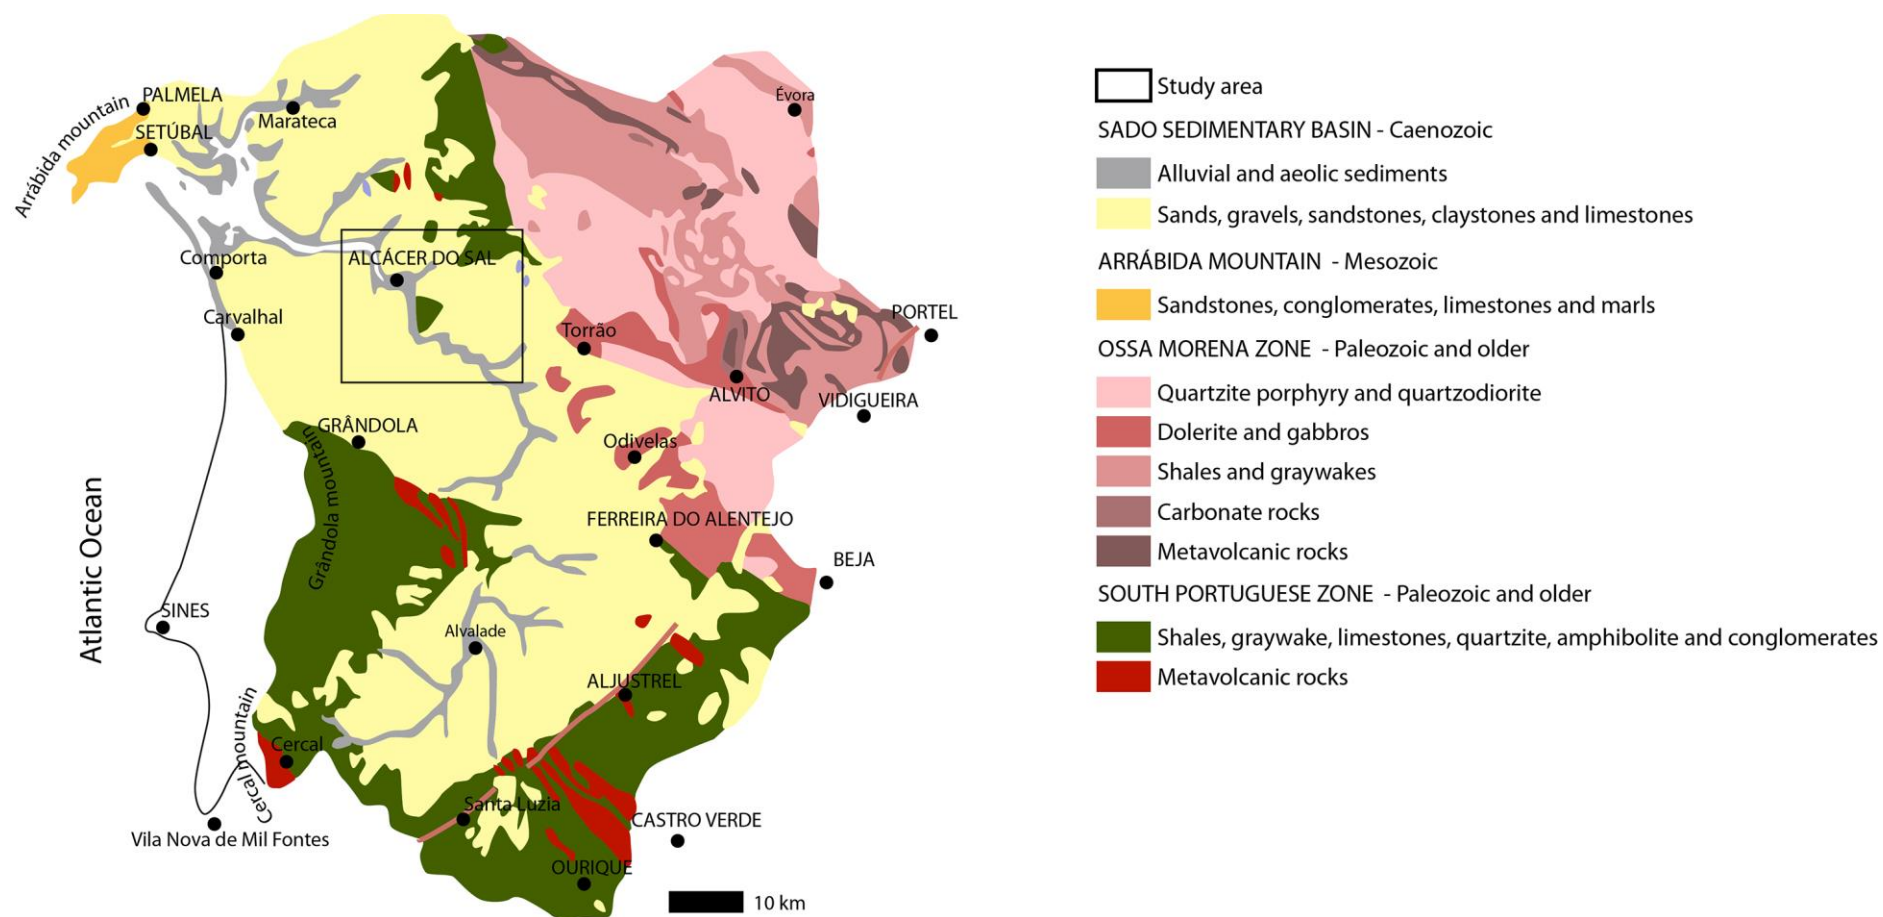 PALMELA
Arrábida mountain
SETÚBAL
Marateca
Évora
Comporta
ALCÁCER DO SAL
Carvalhal
Torrão
PORTEL
ALVITO
VIDIGUEIRA
GRÂNDOLA
Grândola mountain
Odivelas
FERREIRA DO ALENTEJO
BEJA
Atlantic Ocean
SINES
Alvalade
ALJUSTREL
Cercal mountain
Cercal
Santa Luzia
CASTRO VERDE
Vila Nova de Mil Fontes
OURIQUE
10 km
Study area
SADO SEDIMENTARY BASIN - Caenozoic
Alluvial and aeolic sediments
Sands, gravels, sandstones, claystones and limestones
ARRÁBIDA MOUNTAIN - Mesozoic
Sandstones, conglomerates, limestones and marls
OSSA MORENA ZONE - Paleozoic and older
Quartzite porphyry and quartzodiorite
Dolerite and gabbros
Shales and graywakes
Carbonate rocks
Metavolcanic rocks
SOUTH PORTUGUESE ZONE - Paleozoic and older
Shales, graywake, limestones, quartzite, amphibolite and conglomerates
Metavolcanic rocks